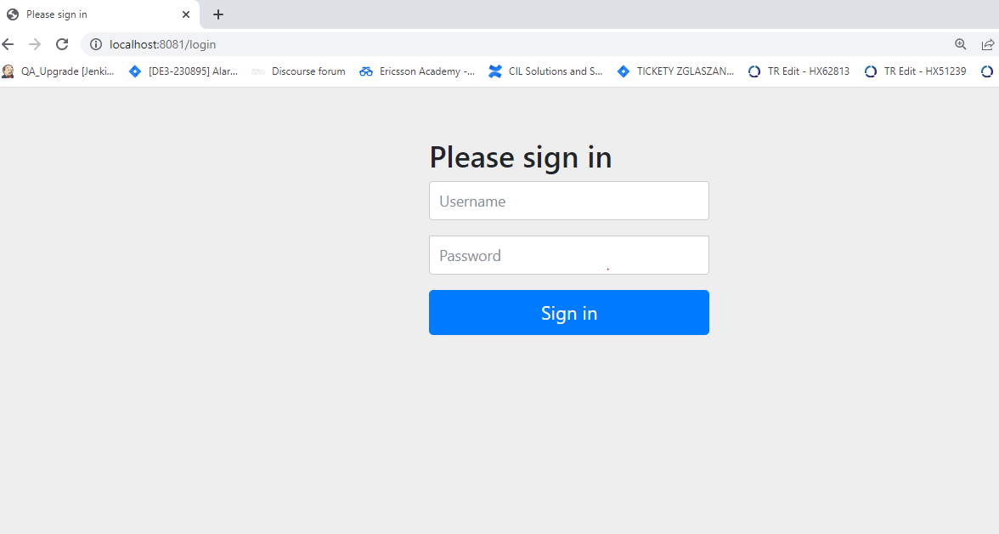 Please sign in
localhost:8081/login
QA_Upgrade [Jenki... [DE3-230895] Alar... Discourse forum Ericsson Academy -... CIL Solutions and S... TICKETY ZGLASZAN... TR Edit - HX62813 TR Edit - HX51239
Please sign in
Username
Password
Sign in